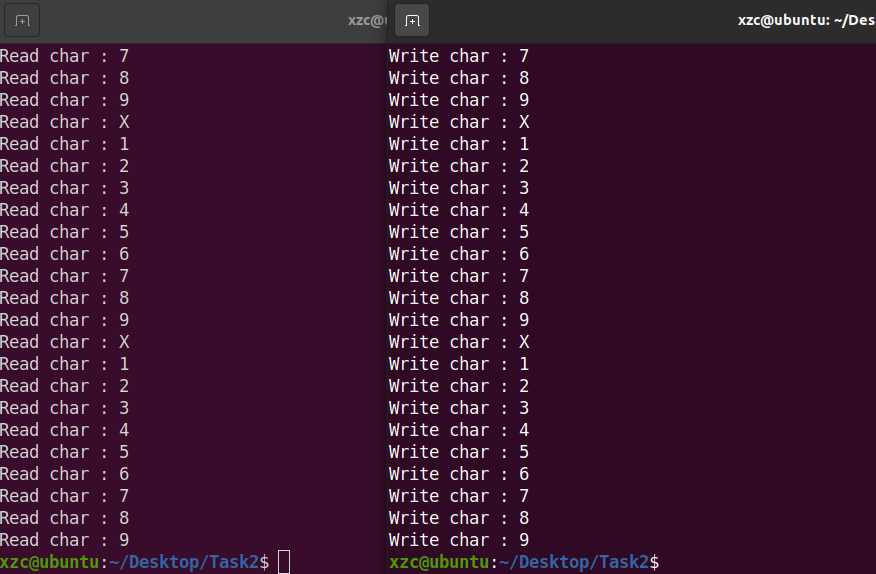 xzc@u
Read char : 7
Read char : 8
Read char : 9
Read char : X
Read char : 1
Read char : 2
Read char : 3
Read char : 4
Read char : 5
Read char : 6
Read char : 7
Read char : 8
Read char : 9
Read char : X
Read char : 1
Read char : 2
Read char : 3
Read char : 4
Read char : 5
Read char : 6
Read char : 7
Read char : 8
Read char : 9
xzc@ubuntu:~/Desktop/Task2$
xzc@ubuntu: ~/Des
Write char : 7
Write char : 8
Write char : 9
Write char : X
Write char : 1
Write char : 2
Write char : 3
Write char : 4
Write char : 5
Write char : 6
Write char : 7
Write char : 8
Write char : 9
Write char : X
Write char : 1
Write char : 2
Write char : 3
Write char : 4
Write char : 5
Write char : 6
Write char : 7
Write char : 8
Write char : 9
xzc@ubuntu:~/Desktop/Task2$